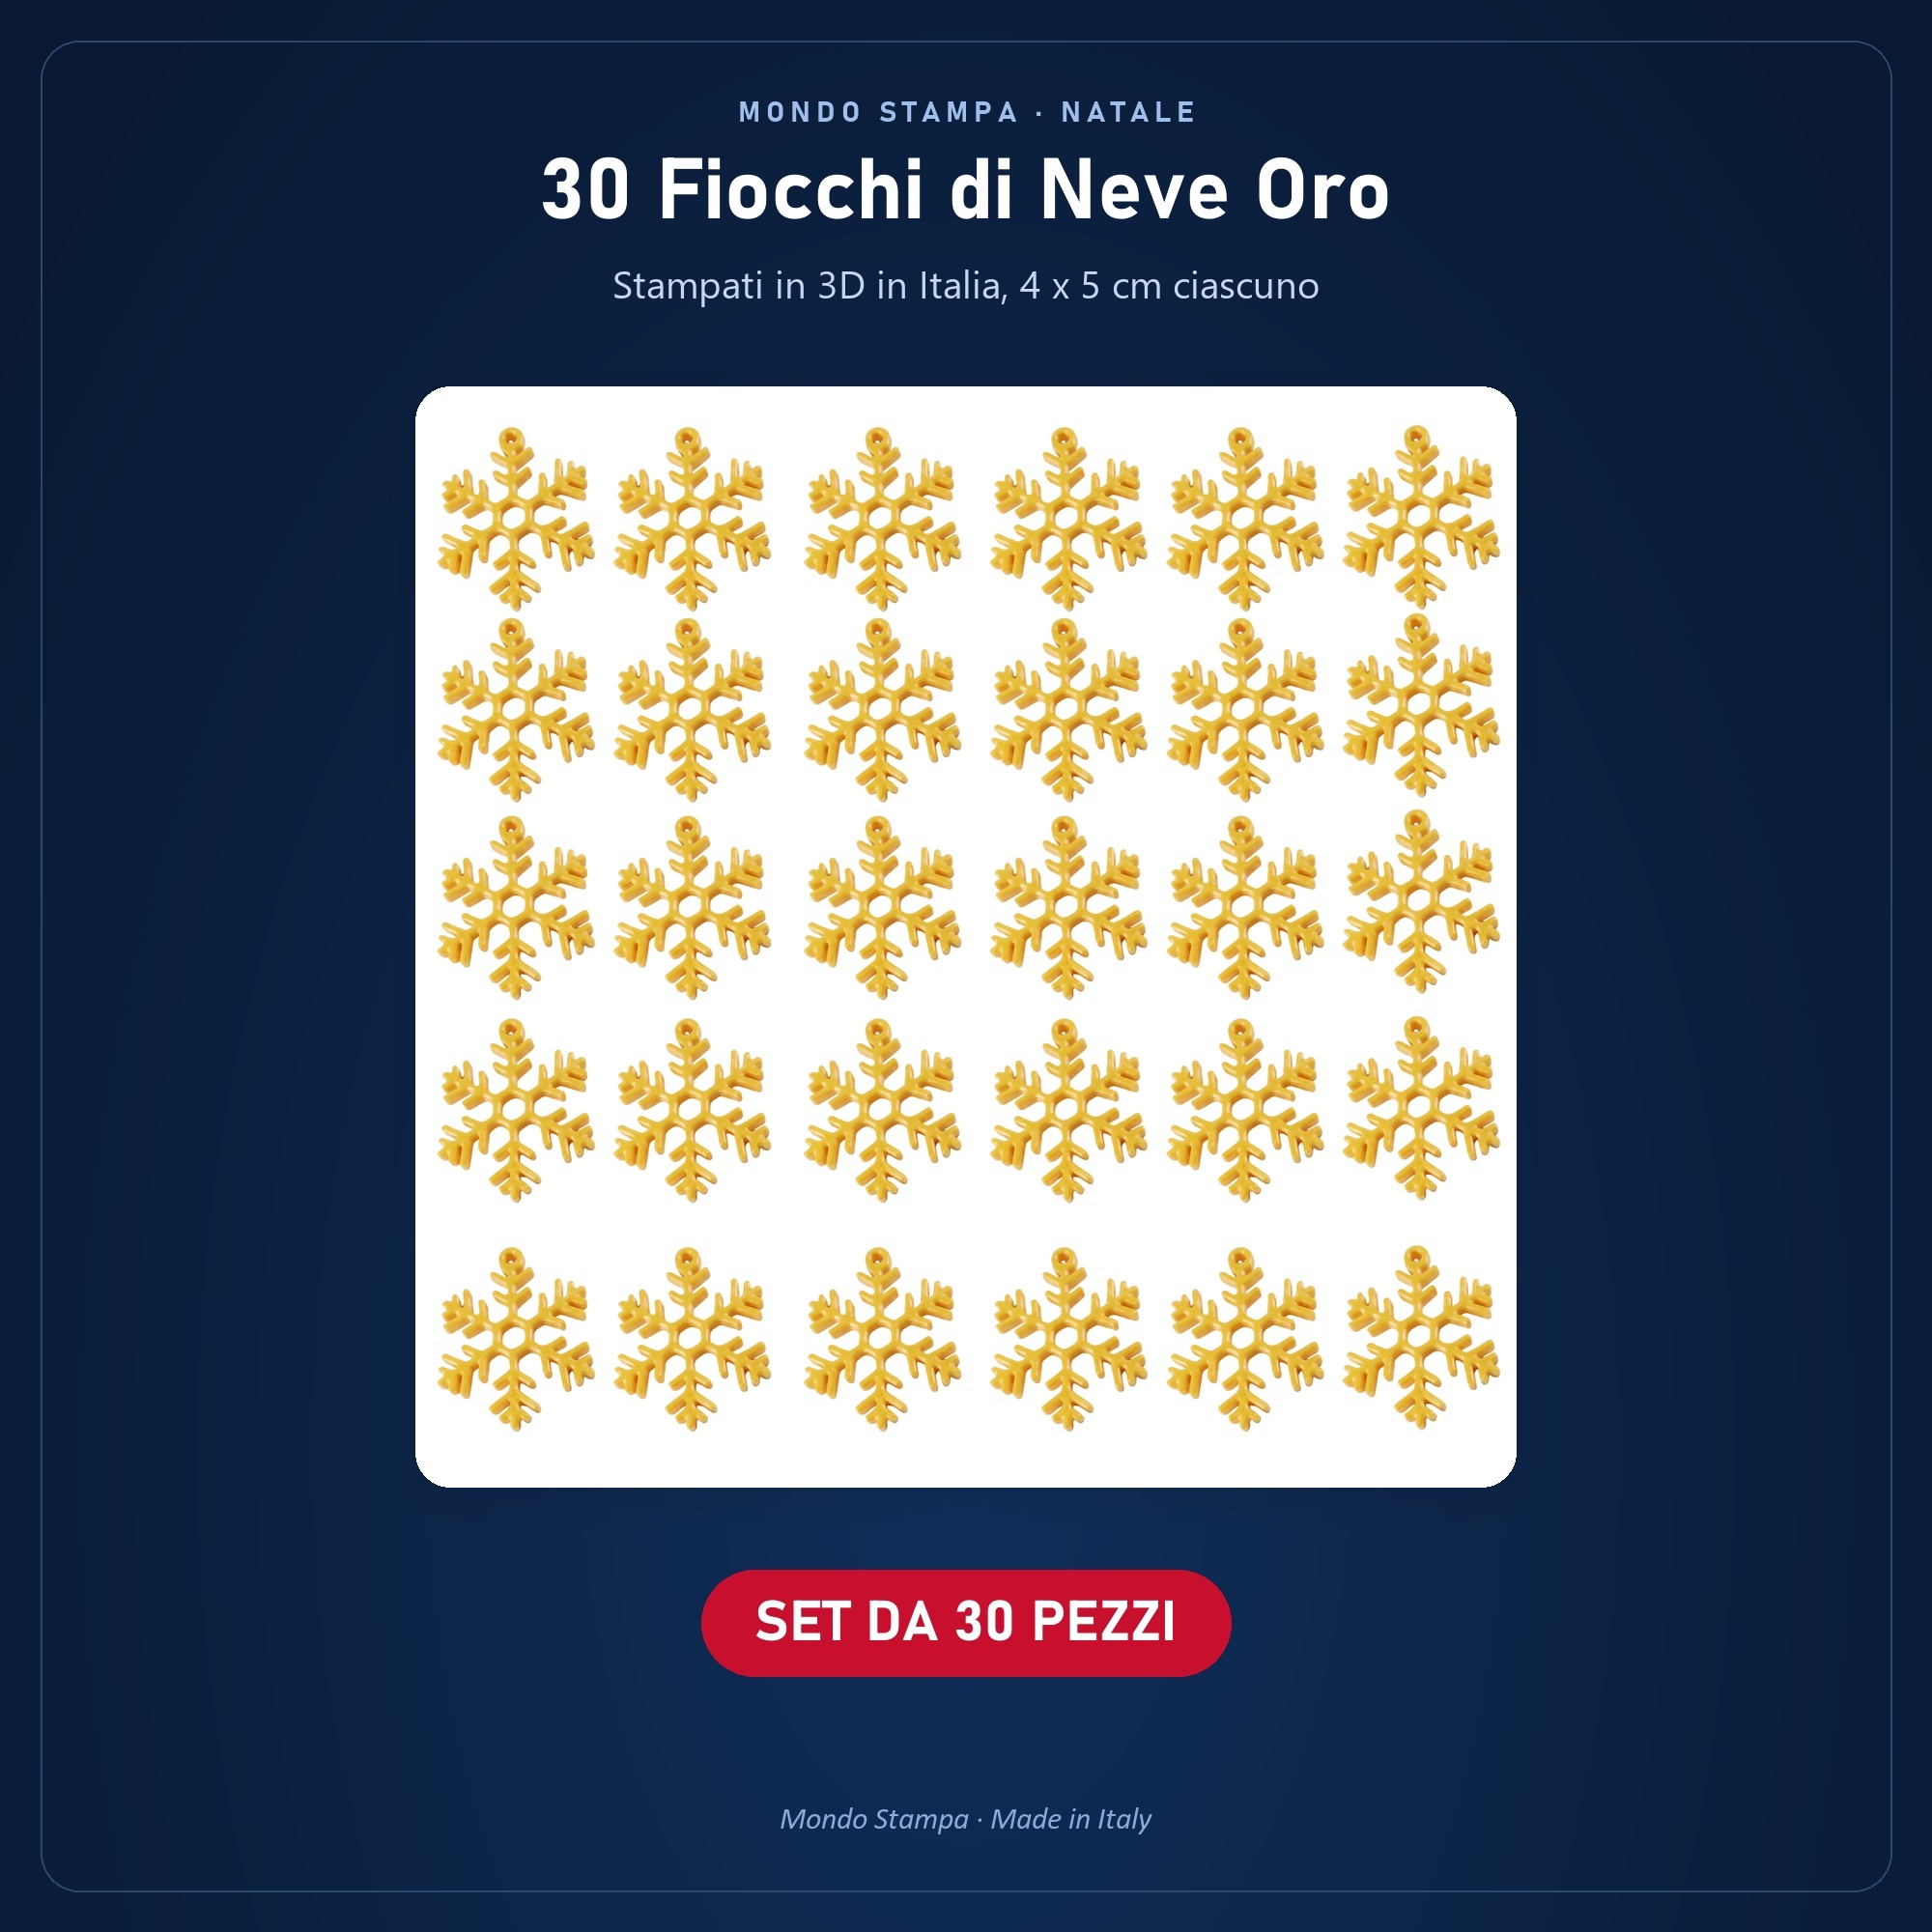 MONDO STAMPA · NATALE
30 Fiocchi di Neve Oro
Stampati in 3D in Italia, 4 x 5 cm ciascuno
SET DA 30 PEZZI
Mondo Stampa · Made in Italy